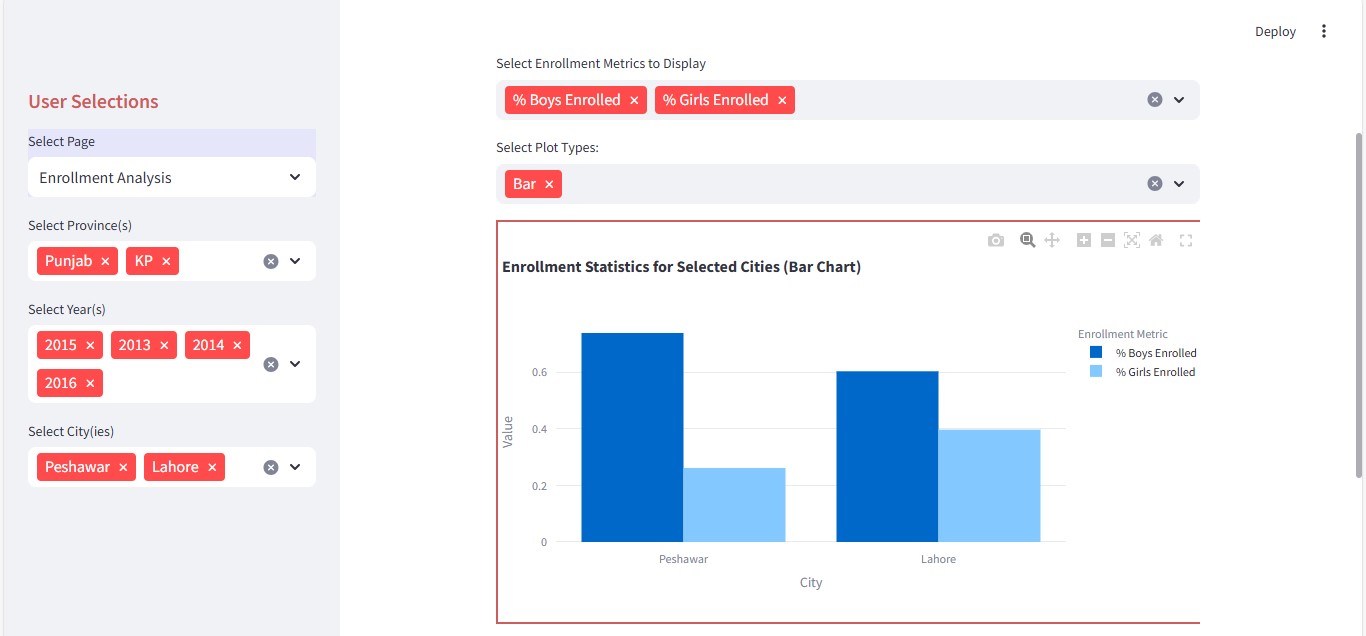 Deploy
User Selections
Select Page
Enrollment Analysis
Select Province(s)
Punjab × KP ×
Select Year(s)
2015 × 2013 × 2014 ×
2016 ×
Select City(ies)
Peshawar × Lahore ×
Select Enrollment Metrics to Display
% Boys Enrolled × % Girls Enrolled ×
Select Plot Types:
Bar ×
Enrollment Statistics for Selected Cities (Bar Chart)
Enrollment Metric
% Boys Enrolled
% Girls Enrolled
Value
0.6
0.4
0.2
0
Peshawar Lahore
City